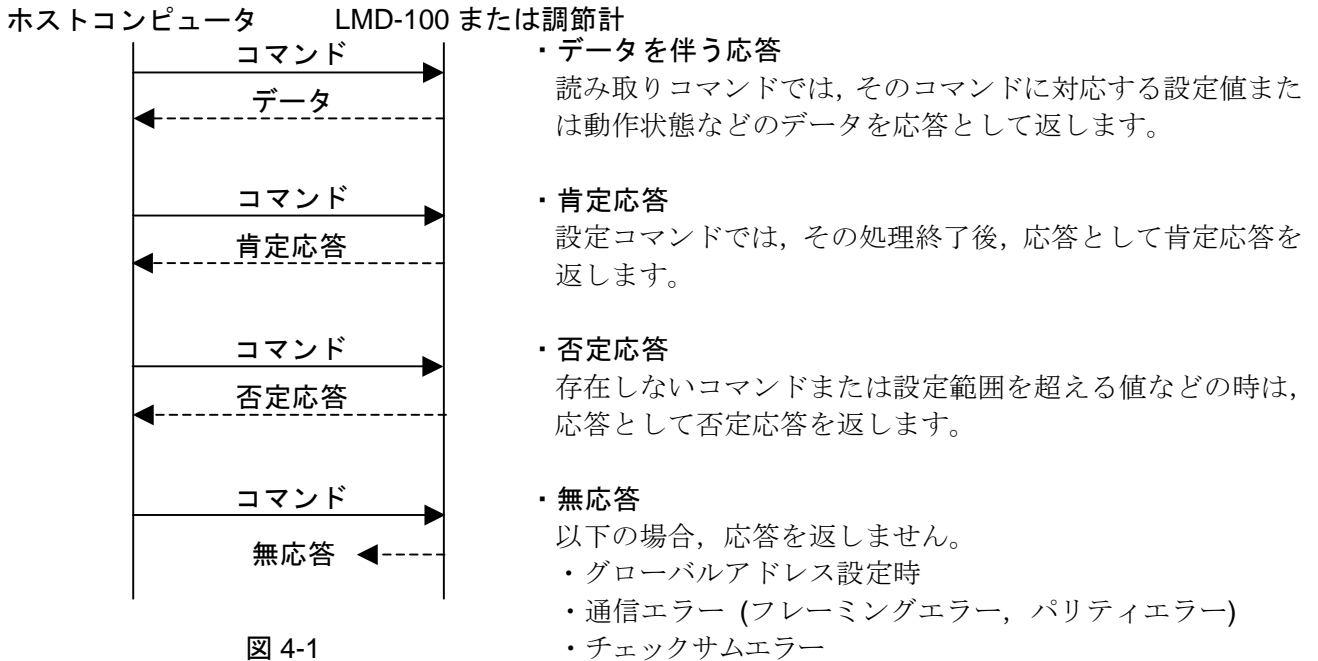 ホストコンピュータ LMD-100 または調節計
コマンド
データ
・データを伴う応答
読み取りコマンドでは, そのコマンドに対応する設定値また
は動作状態などのデータを応答として返します。
コマンド
肯定応答
・肯定応答
設定コマンドでは, その処理終了後, 応答として肯定応答を
返します。
コマンド
否定応答
・否定応答
存在しないコマンドまたは設定範囲を超える値などの時は,
応答として否定応答を返します。
コマンド
無応答
・無応答
以下の場合, 応答を返しません。
・グローバルアドレス設定時
・通信エラー (フレーミングエラー, パリティエラー)
・チェックサムエラー
図 4-1